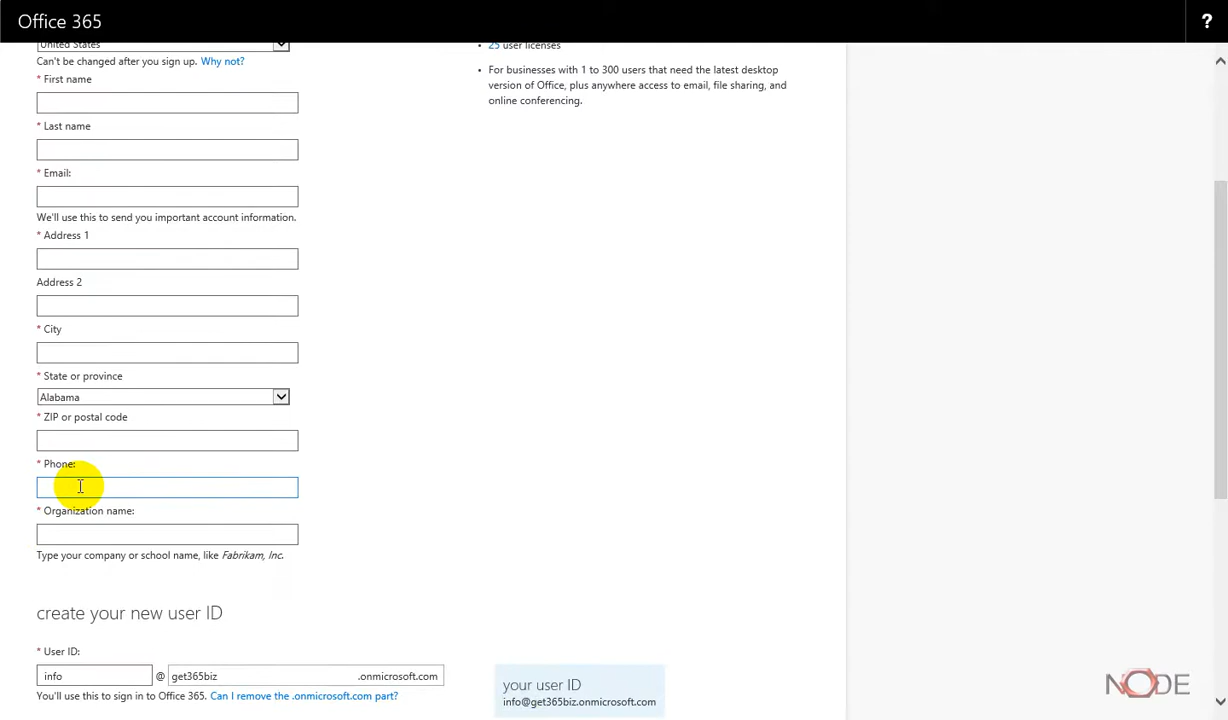 Office 365
?
United States
Can't be changed after you sign up. Why not?
* First name
* Last name
* Email:
We'll use this to send you important account information.
* Address 1
Address 2
* City
* State or province
Alabama
* ZIP or postal code
* Phone:
* Organization name:
Type your company or school name, like Fabrikam, Inc.
create your new user ID
* User ID:
info @ get365biz .onmicrosoft.com
You'll use this to sign in to Office 365. Can I remove the .onmicrosoft.com part?
• 25 user licenses
• For businesses with 1 to 300 users that need the latest desktop
version of Office, plus anywhere access to email, file sharing, and
online conferencing.
your user ID
info@get365biz.onmicrosoft.com
NODE